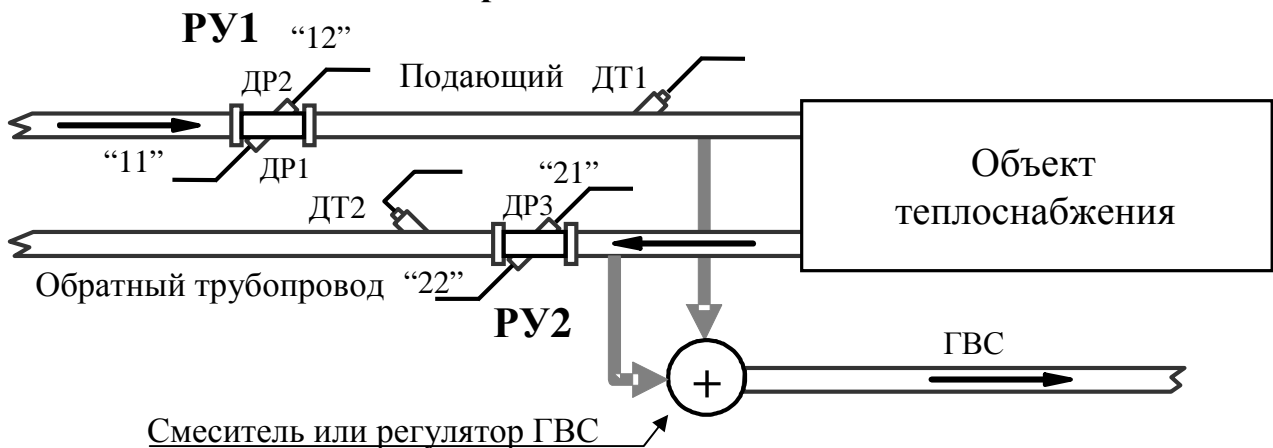 РУ1 “12”
ДР2 Подающий ДТ1
“11” ДР1
Объект
теплоснабжения
ДТ2 ДР3 “21”
Обратный трубопровод “22”
РУ2
ГВС
+
Смеситель или регулятор ГВС